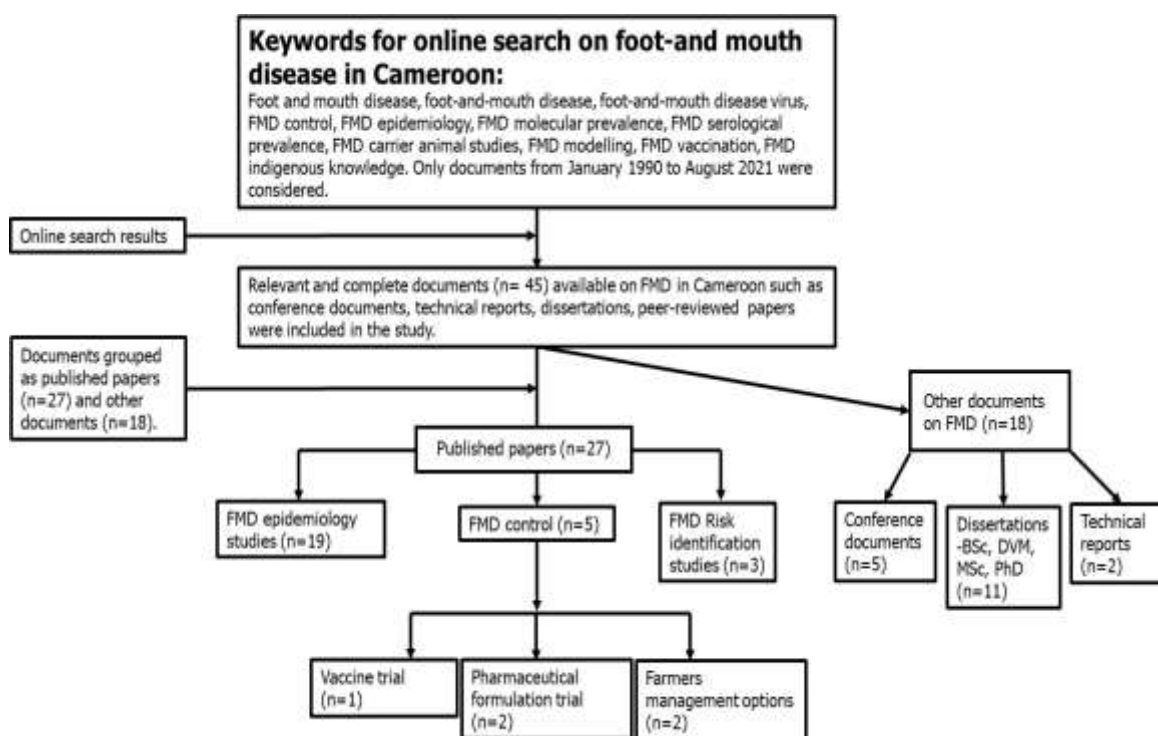 Keywords for online search on foot-and mouth
disease in Cameroon:
Foot and mouth disease, foot-and-mouth disease, foot-and-mouth disease virus,
FMD control, FMD epidemiology, FMD molecular prevalence, FMD serological
prevalence, FMD carrier animal studies, FMD modelling, FMD vaccination, FMD
indigenous knowledge. Only documents from January 1990 to August 2021 were
considered.
Online search results
Relevant and complete documents (n= 45) available on FMD in Cameroon such as
conference documents, technical reports, dissertations, peer-reviewed papers
were included in the study.
Documents grouped
as published papers
(n=27) and other
documents (n=18).
Other documents
on FMD (n=18)
Published papers (n=27)
FMD epidemiology
studies (n=19)
FMD control (n=5)
FMD Risk
identification
studies (n=3)
Conference
documents
(n=5)
Dissertations
-BSc, DVM,
MSc, PhD
(n=11)
Technical
reports
(n=2)
Vaccine trial
(n=1)
Pharmaceutical
formulation trial
(n=2)
Farmers
management options
(n=2)